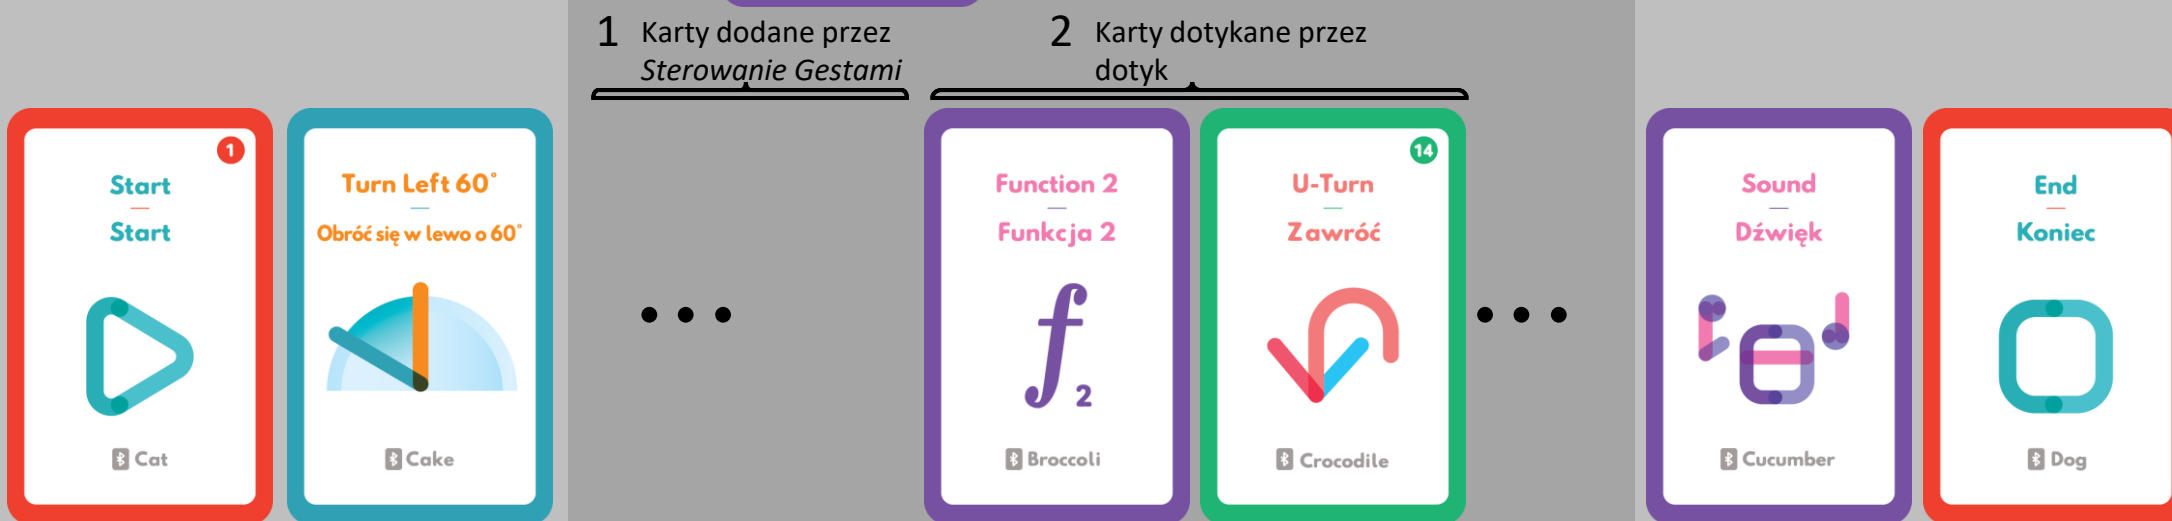 1 Karty dodane przez
Sterowanie Gestami
2 Karty dotykane przez
dotyk
1
Start
Start
Cat
Turn Left 60°
Obróć się w lewo o 60°
Cake
Function 2
Funkcja 2
f2
Broccoli
14
U-Turn
Zawróć
Crocodile
Sound
Dźwięk
Cucumber
End
Koniec
Dog